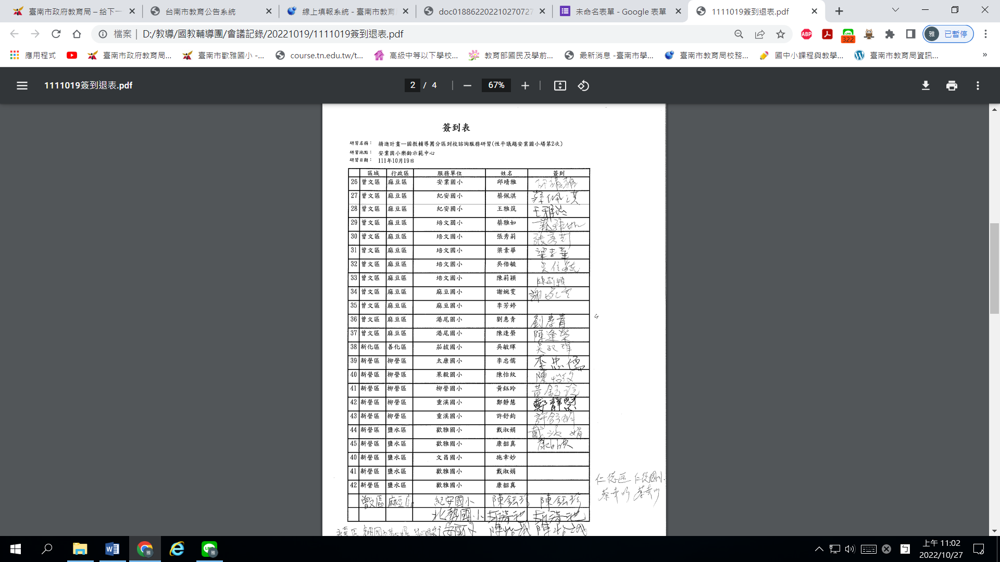 臺南市政府教育局 – 給下一
台南市教育公告系統
線上填報系統 - 臺南市教育
doc018862202210270727
未命名表單 - Google 表單
1111019簽到退表.pdf
檔案 | D:/教導/國教輔導團/會議記錄/20221019/1111019簽到退表.pdf
ABP
322
雅 已暫停
應用程式
臺南市政府教育局...
臺南市歡雅國小 -...
course.tn.edu.tw/t...
高級中等以下學校...
教育部國民及學前...
最新消息 -臺南市學...
臺南市教育局校務...
國中小課程與教學...
臺南市教育局資訊...
»
1111019簽到退表.pdf
2 / 4
67%
簽到表
研習名稱： 精進計畫—國教輔導團分區到校諮詢服務研習(性平議題安業國小場第2次)
研習地點： 安業國小樂齡示範中心
研習日期： 111年10月19日
區域 行政區 服務單位 姓名 簽到
26 曾文區 麻豆區 安業國小 邱靖雅 邱靖雅
27 曾文區 麻豆區 紀安國小 蔡佩淇 蔡佩淇
28 曾文區 麻豆區 紀安國小 王雅筑 王雅筑
29 曾文區 麻豆區 培文國小 蔡雅如 蔡雅如
30 曾文區 麻豆區 培文國小 張秀莉 張秀莉
31 曾文區 麻豆區 培文國小 梁素華 梁素華
32 曾文區 麻豆區 培文國小 吳倍毓 吳倍毓
33 曾文區 麻豆區 培文國小 陳莉穎 陳莉穎
34 曾文區 麻豆區 麻豆國小 謝婉雯 謝婉雯
35 曾文區 麻豆區 麻豆國小 李芳婷
36 曾文區 麻豆區 港尾國小 劉惠青 劉惠青
37 曾文區 麻豆區 港尾國小 陳逢榮 陳逢榮
38 新化區 善化區 茄拔國小 吳敏琿 吳敏琿
39 新營區 柳營區 太康國小 李忠儒 李忠儒
40 新營區 柳營區 果毅國小 陳怡紋 陳怡紋
41 新營區 柳營區 柳營國小 黃鈺玲 黃鈺玲
42 新營區 柳營區 重溪國小 鄭靜慧 鄭靜慧
43 新營區 柳營區 重溪國小 許舒鈞 許舒鈞
44 新營區 鹽水區 歡雅國小 戴淑娟 戴淑娟
45 新營區 鹽水區 歡雅國小 康韶真 康韶真
40 新營區 鹽水區 文昌國小 施幸妙
41 新營區 鹽水區 歡雅國小 戴淑娟
42 新營區 鹽水區 歡雅國小 康韶真
仁德區 仁德國小
曾文區 麻豆區 紀安國小 陳鈺珍 陳鈺珍
北勢國小
上午 11:02
2022/10/27